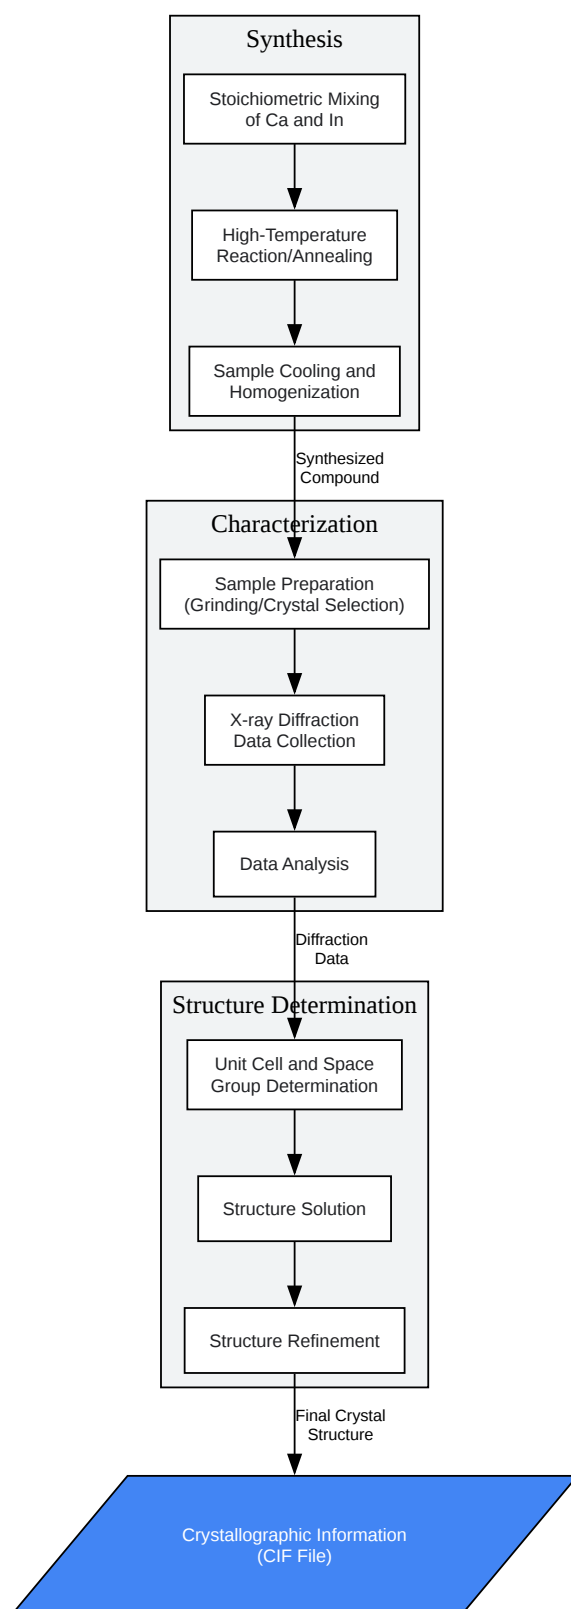 Synthesis
Stoichiometric Mixing
of Ca and In
High-Temperature
Reaction/Annealing
Sample Cooling and
Homogenization
Synthesized
Compound
Characterization
Sample Preparation
(Grinding/Crystal Selection)
X-ray Diffraction
Data Collection
Data Analysis
Diffraction
Data
Structure Determination
Unit Cell and Space
Group Determination
Structure Solution
Structure Refinement
Final Crystal
Structure
Crystallographic Information
(CIF File)